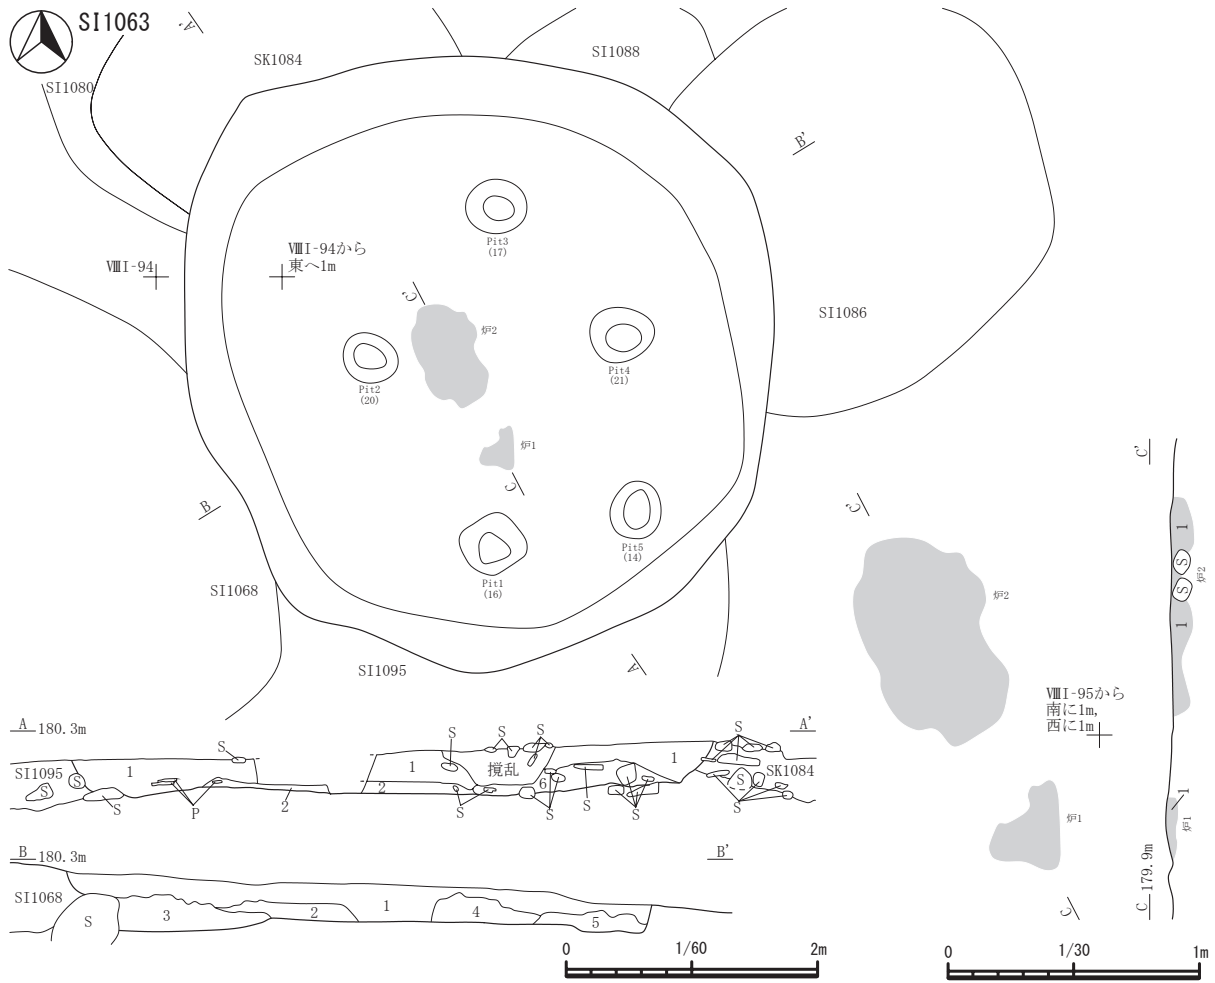 SI1063
A'
SK1084
SI1088
SI1080
B'
Pit3
(17)
ⅧI-94
ⅧI-94から
東へ1m
C'
炉2
SI1086
Pit4
(21)
Pit2
(20)
炉1
C
B
Pit5
(14)
Pit1
(16)
SI1068
SI1095
A
C'
C'
炉2
1
S
S
炉2
1
ⅧI-95から
南に1m,
西に1m
炉1
1
炉1
C
C 179.9m
A 180.3m
A'
S
S
S
S
S
SI1095
1
S
S
S
P
2
1
2
撹乱
6
1
S
S
S
S
S
S
SK1084
B 180.3m
B'
SI1068
S
3
2
1
4
5
0
1/60
2m
0
1/30
1m